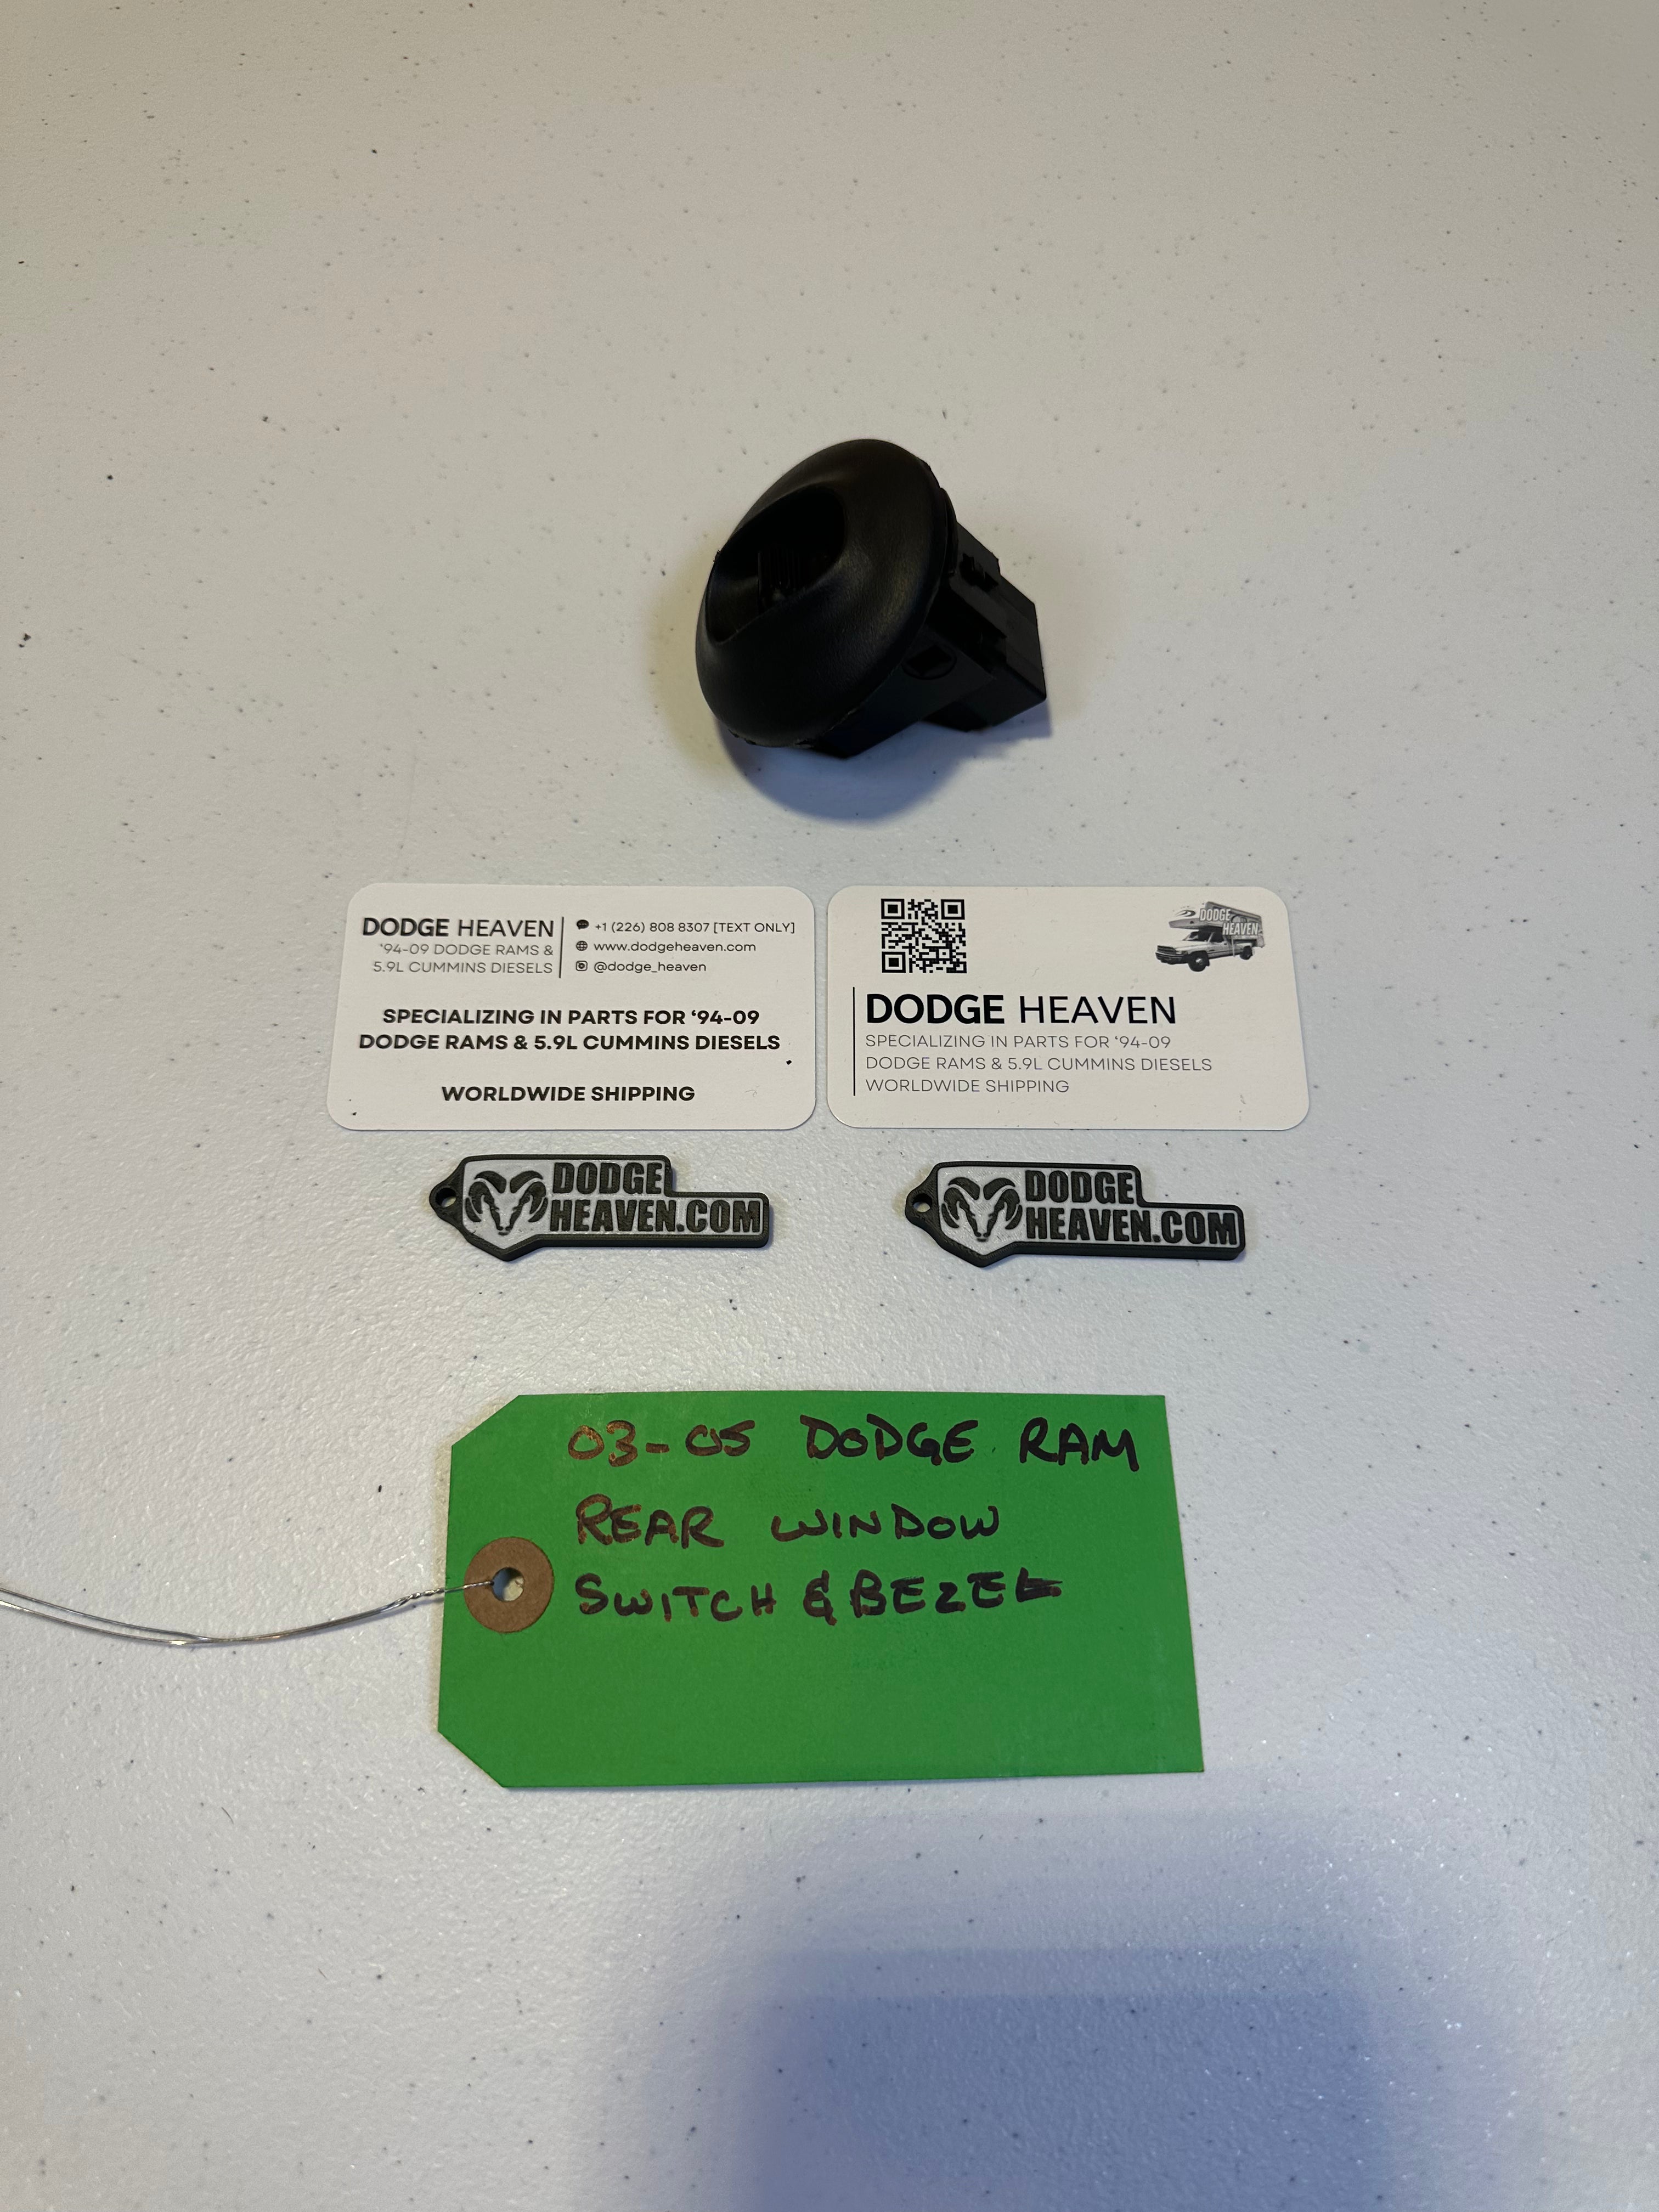 DODGE HEAVEN
'94-09 DODGE RAMS &
5.9L CUMMINS DIESELS
+1 (226) 808 8307 [TEXT ONLY]
www.dodgeheaven.com
@dodge_heaven
SPECIALIZING IN PARTS FOR '94-09
DODGE RAMS & 5.9L CUMMINS DIESELS
WORLDWIDE SHIPPING
DODGE
HEAVEN
DODGE HEAVEN
SPECIALIZING IN PARTS FOR '94-09
DODGE RAMS & 5.9L CUMMINS DIESELS
WORLDWIDE SHIPPING
DODGE
HEAVEN.COM
DODGE
HEAVEN.COM
03-05 DODGE RAM
REAR WINDOW
SWITCH & BEZEL